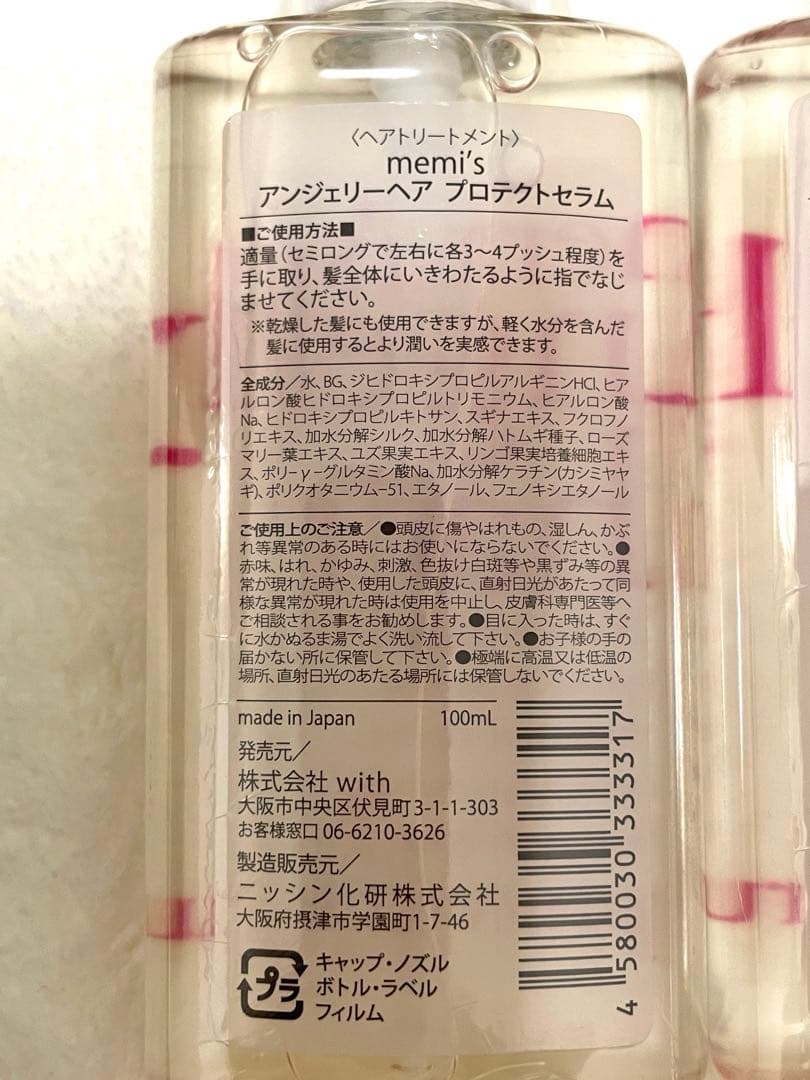 〈ヘアトリートメント〉
memi's
アンジェリーヘア プロテクトセラム
■ご使用方法■
適量（セミロングで左右に各3〜4プッシュ程度）を
手に取り、髪全体にいきわたるように指でなじ
ませてください。
※乾燥した髪にも使用できますが、軽く水分を含んだ
髪に使用するとより潤いを実感できます。
全成分／水、BG、ジヒドロキシプロピルアルギニンHCl、ヒア
ルロン酸ヒドロキシプロピルトリモニウム、ヒアルロン酸
Na、ヒドロキシプロピルキトサン、スギナエキス、フクロフノ
リエキス、加水分解シルク、加水分解ハトムギ種子、ローズ
マリー葉エキス、ユズ果実エキス、リンゴ果実培養細胞エキ
ス、ポリ-γ-グルタミン酸Na、加水分解ケラチン(カシミヤヤ
ギ)、ポリクオタニウム-51、エタノール、フェノキシエタノール
ご使用上のご注意／●頭皮に傷やはれもの、湿しん、かぶ
れ等異常のある時にはお使いにならないでください。●
赤味、はれ、かゆみ、刺激、色抜け白斑等や黒ずみ等の異
常が現れた時や、使用した頭皮に、直射日光があたって同
様な異常が現れた時は使用を中止し、皮膚科専門医等へ
ご相談される事をお勧めします。●目に入った時は、すぐ
に水かぬるま湯でよく洗い流して下さい。●お子様の手の
届かない所に保管して下さい。●極端に高温又は低温の
場所、直射日光のあたる場所には保管しないでください。
made in Japan 100mL
発売元／
株式会社 with
大阪市中央区伏見町3-1-1-303
お客様窓口 06-6210-3626
製造販売元／
ニッシン化研株式会社
大阪府摂津市学園町1-7-46
プラ
キャップ・ノズル
ボトル・ラベル
フィルム
4 580030 333317